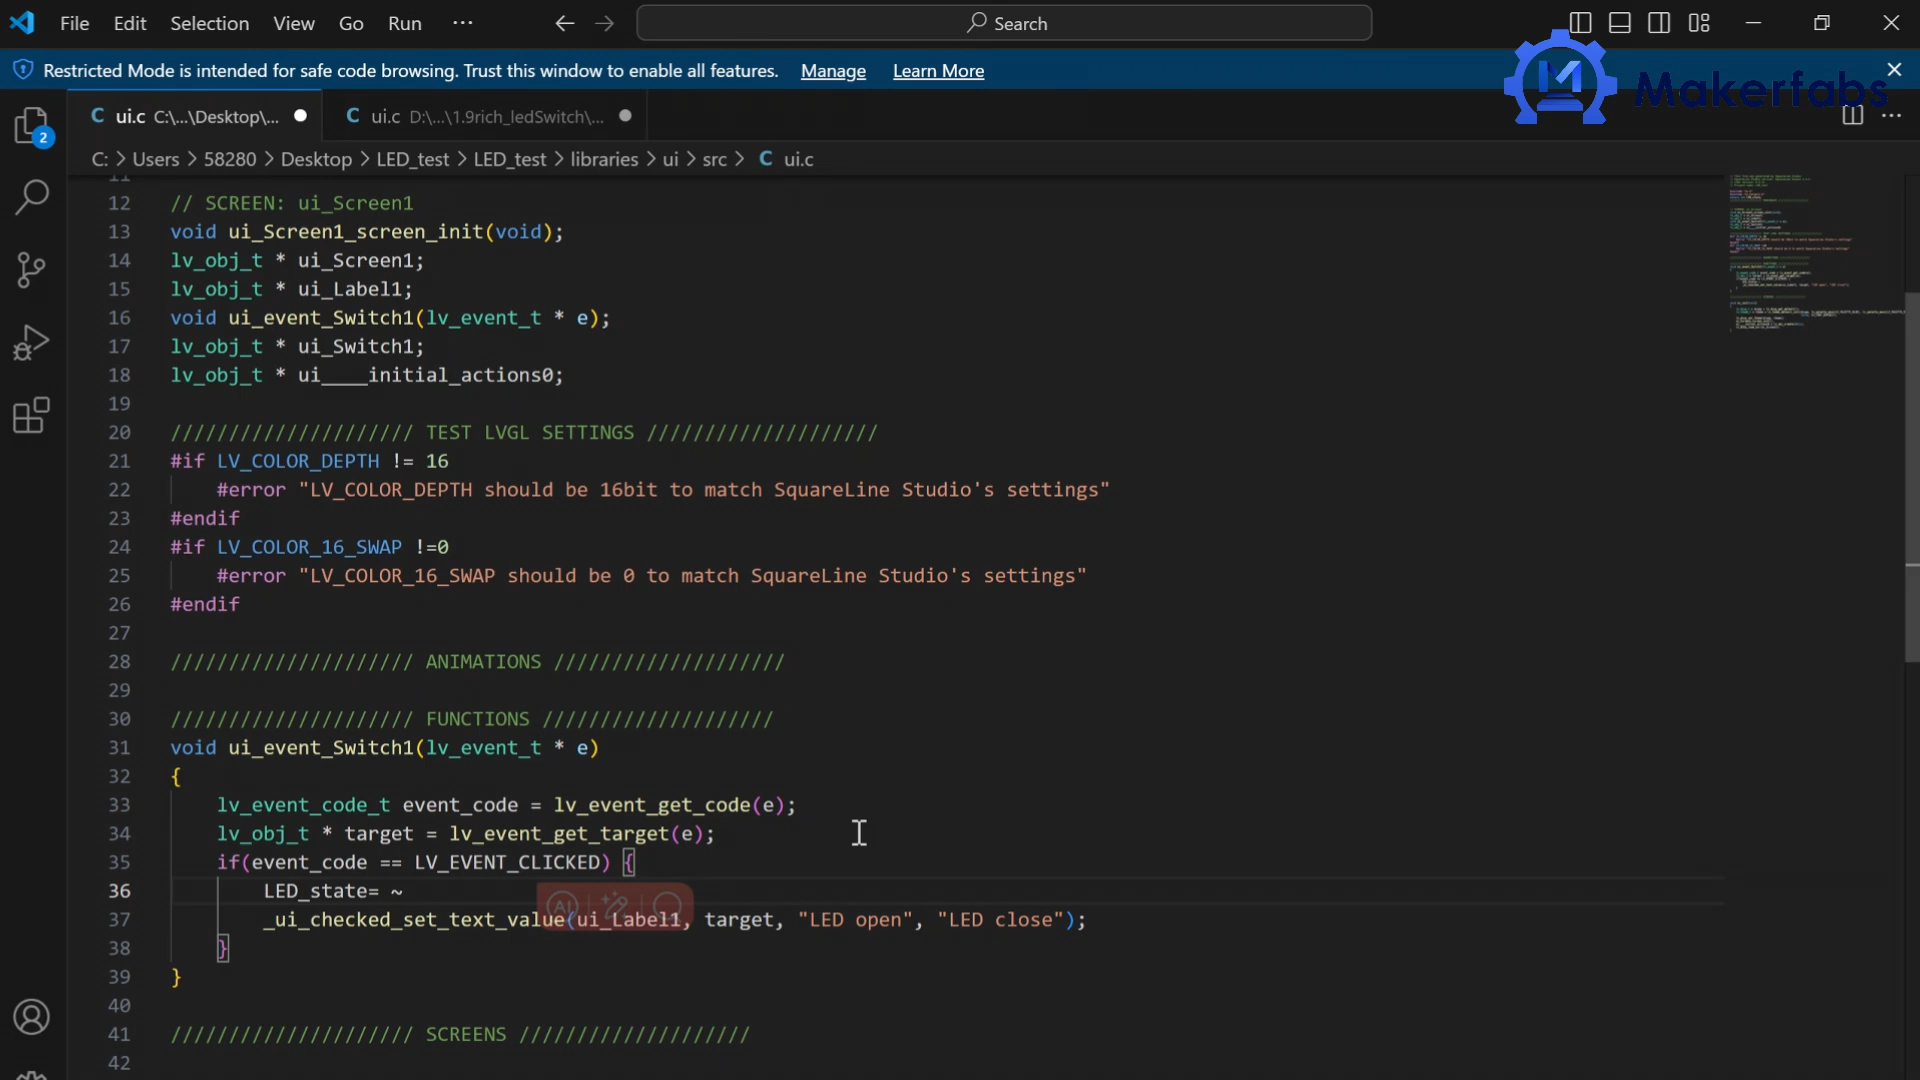 File Edit Selection View Go Run ··· Search
Restricted Mode is intended for safe code browsing. Trust this window to enable all features. Manage Learn More
Makerfabs
ui.c C:\...\Desktop\... ui.c D:\...\1.9rich_ledSwitch\...
2
C: > Users > 58280 > Desktop > LED_test > LED_test > libraries > ui > src > C ui.c
11
12 // SCREEN: ui_Screen1
13 void ui_Screen1_screen_init(void);
14 lv_obj_t * ui_Screen1;
15 lv_obj_t * ui_Label1;
16 void ui_event_Switch1(lv_event_t * e);
17 lv_obj_t * ui_Switch1;
18 lv_obj_t * ui____initial_actions0;
19
20 ///////////////////// TEST LVGL SETTINGS ////////////////////
21 #if LV_COLOR_DEPTH != 16
22 #error "LV_COLOR_DEPTH should be 16bit to match SquareLine Studio's settings"
23 #endif
24 #if LV_COLOR_16_SWAP !=0
25 #error "LV_COLOR_16_SWAP should be 0 to match SquareLine Studio's settings"
26 #endif
27
28 ///////////////////// ANIMATIONS ////////////////////
29
30 ///////////////////// FUNCTIONS ////////////////////
31 void ui_event_Switch1(lv_event_t * e)
32 {
33 lv_event_code_t event_code = lv_event_get_code(e);
34 lv_obj_t * target = lv_event_get_target(e);
35 if(event_code == LV_EVENT_CLICKED) {
36 LED_state= ~
37 _ui_checked_set_text_value(ui_Label1, target, "LED open", "LED close");
38 }
39 }
40
41 ///////////////////// SCREENS ////////////////////
42